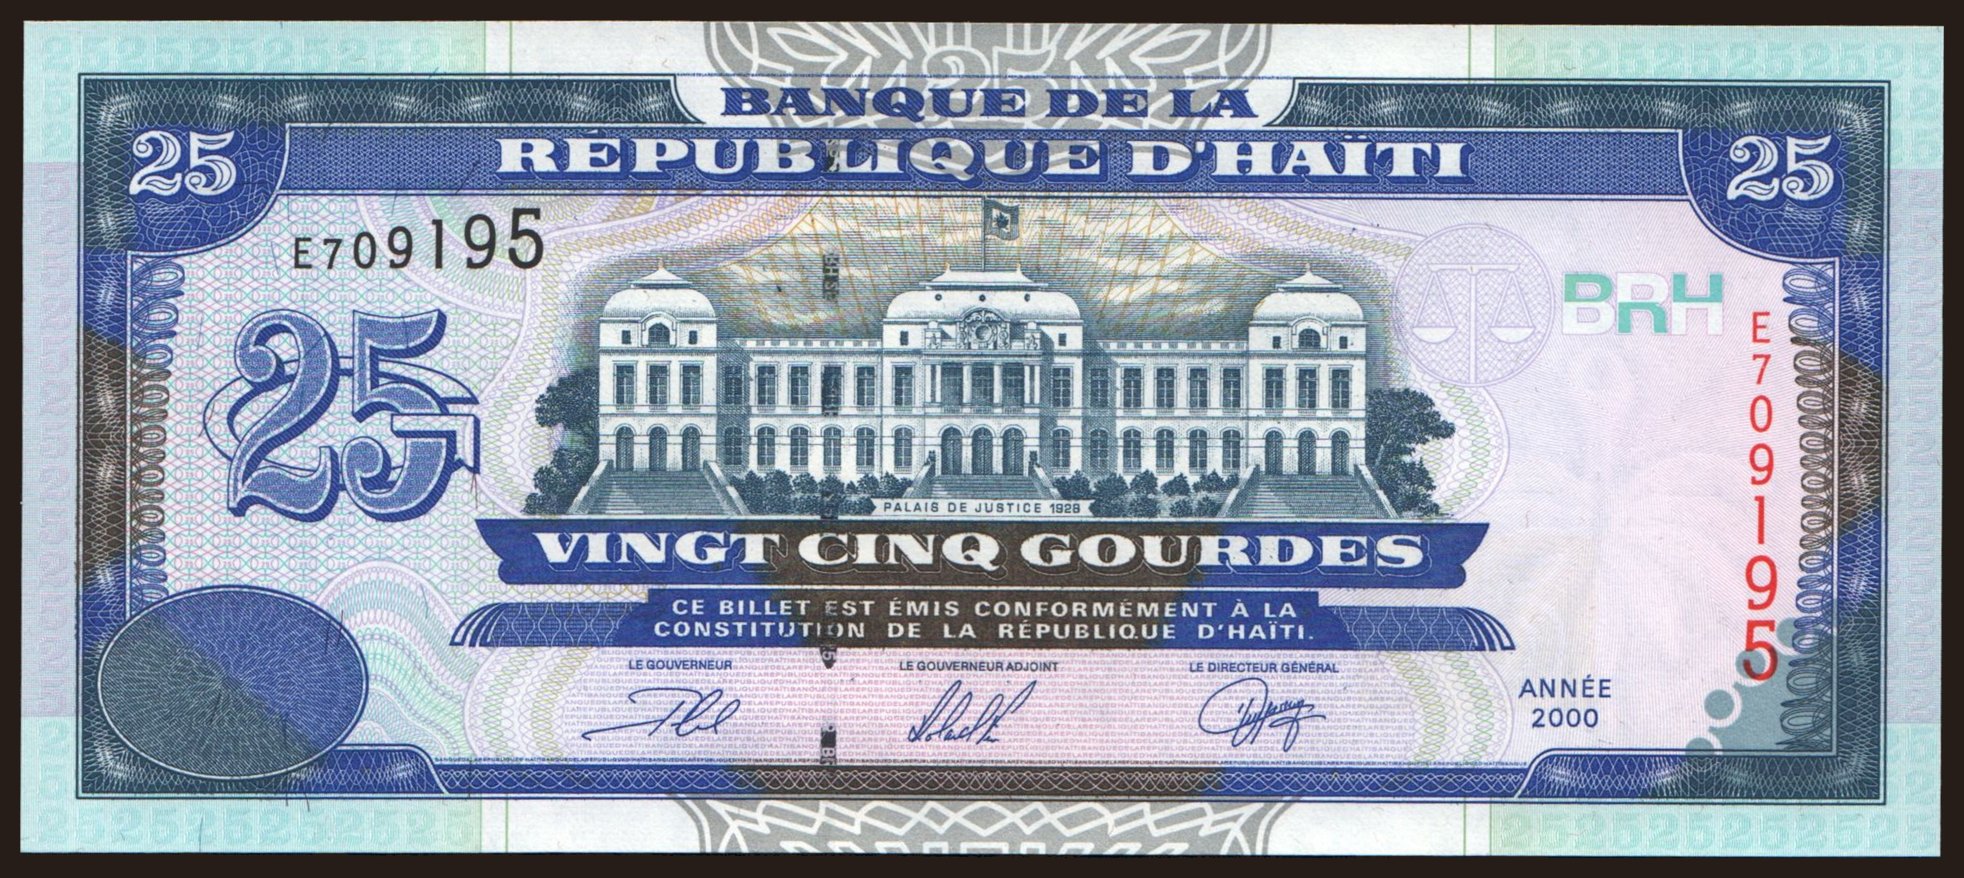 BANQUE DE LA
RÉPUBLIQUE D'HAÏTI
25
25
E709195
25
BRH
E709195
PALAIS DE JUSTICE 1928
VINGT CINQ GOURDES
CE BILLET EST ÉMIS CONFORMÉMENT À LA
CONSTITUTION DE LA RÉPUBLIQUE D'HAÏTI.
LE GOUVERNEUR
LE GOUVERNEUR ADJOINT
LE DIRECTEUR GÉNÉRAL
ANNÉE
2000